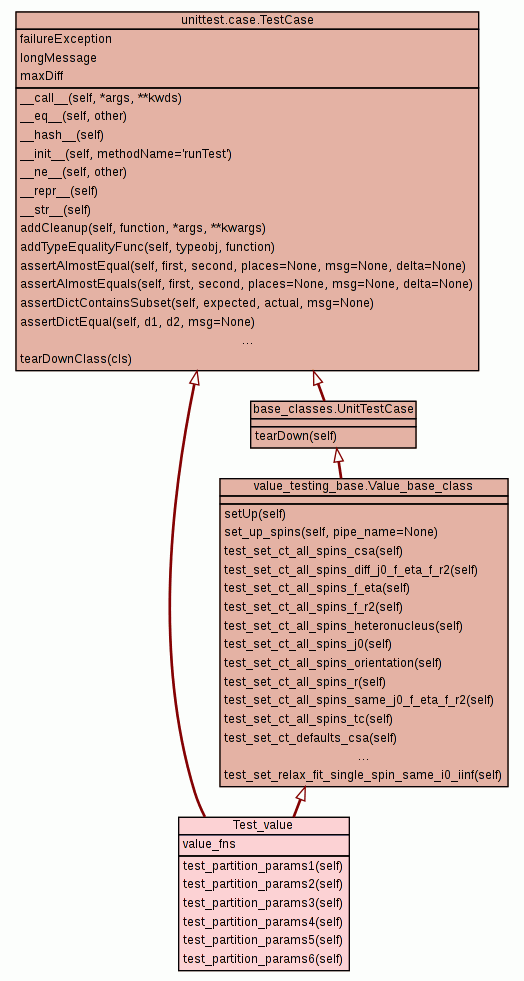 unittest.case.TestCase
failureException
longMessage
maxDiff
__call__(self, *args, **kwds)
__eq__(self, other)
__hash__(self)
__init__(self, methodName='runTest')
__ne__(self, other)
__repr__(self)
__str__(self)
addCleanup(self, function, *args, **kwargs)
addTypeEqualityFunc(self, typeobj, function)
assertAlmostEqual(self, first, second, places=None, msg=None, delta=None)
assertAlmostEquals(self, first, second, places=None, msg=None, delta=None)
assertDictContainsSubset(self, expected, actual, msg=None)
assertDictEqual(self, d1, d2, msg=None)
...
tearDownClass(cls)
base_classes.UnitTestCase
tearDown(self)
value_testing_base.Value_base_class
setUp(self)
set_up_spins(self, pipe_name=None)
test_set_ct_all_spins_csa(self)
test_set_ct_all_spins_diff_j0_f_eta_f_r2(self)
test_set_ct_all_spins_f_eta(self)
test_set_ct_all_spins_f_r2(self)
test_set_ct_all_spins_heteronucleus(self)
test_set_ct_all_spins_j0(self)
test_set_ct_all_spins_orientation(self)
test_set_ct_all_spins_r(self)
test_set_ct_all_spins_same_j0_f_eta_f_r2(self)
test_set_ct_all_spins_tc(self)
test_set_ct_defaults_csa(self)
...
test_set_relax_fit_single_spin_same_i0_iinf(self)
Test_value
value_fns
test_partition_params1(self)
test_partition_params2(self)
test_partition_params3(self)
test_partition_params4(self)
test_partition_params5(self)
test_partition_params6(self)